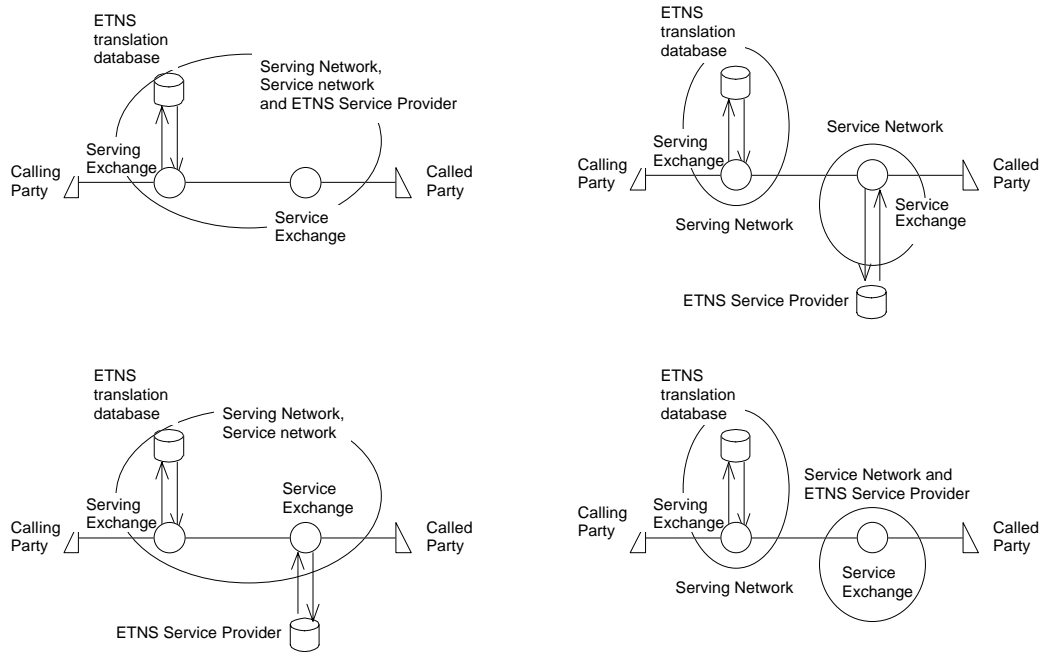 ETNS
translation
database
Serving Network,
Service network
and ETNS Service Provider
Serving
Exchange
Calling
Party
Called
Party
Service
Exchange
ETNS
translation
database
Service Network
Serving
Exchange
Calling
Party
Called
Party
Service
Exchange
Serving Network
ETNS Service Provider
ETNS
translation
database
Serving Network,
Service network
Service
Exchange
Serving
Exchange
Calling
Party
Called
Party
ETNS Service Provider
ETNS
translation
database
Service Network and
ETNS Service Provider
Serving
Exchange
Calling
Party
Called
Party
Service
Exchange
Serving Network